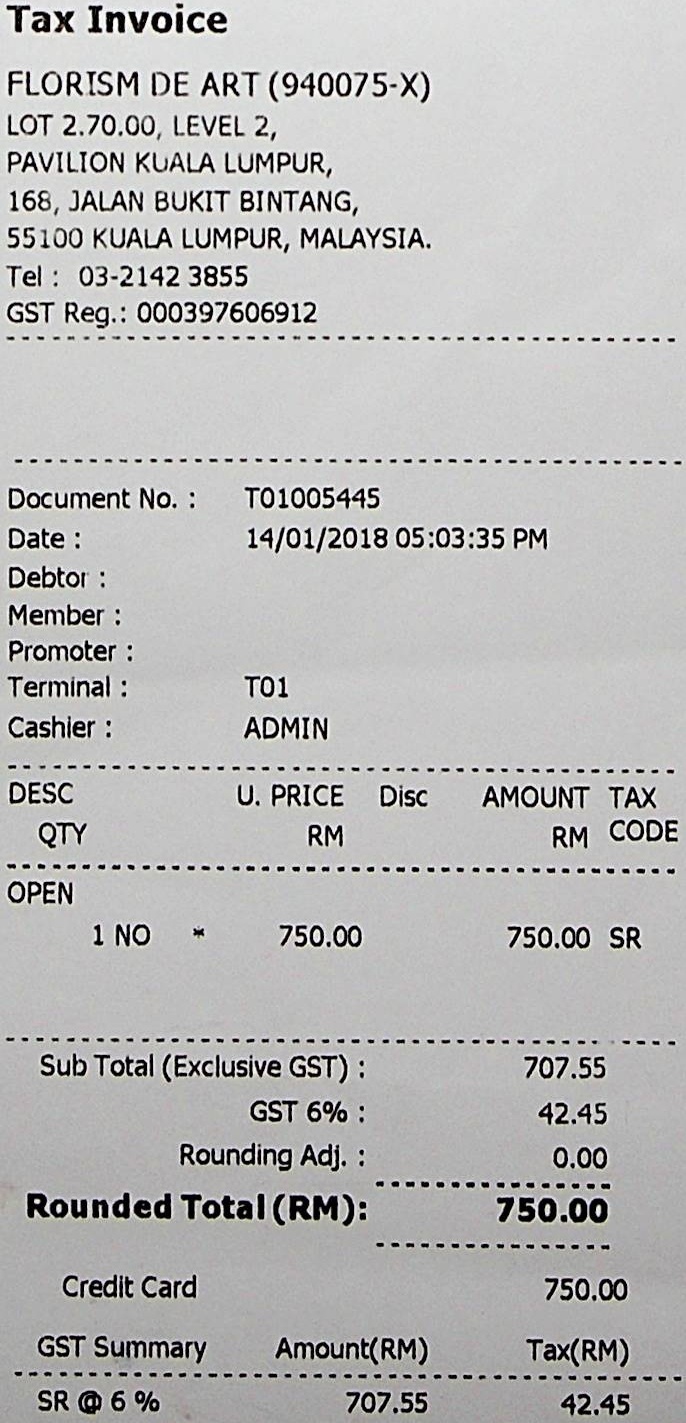 Tax Invoice
FLORISM DE ART (940075-X)
LOT 2.70.00, LEVEL 2,
PAVILION KUALA LUMPUR,
168, JALAN BUKIT BINTANG,
55100 KUALA LUMPUR, MALAYSIA.
Tel : 03-2142 3855
GST Reg.: 000397606912
Document No. : T01005445
Date : 14/01/2018 05:03:35 PM
Debtor :
Member :
Promoter :
Terminal : T01
Cashier : ADMIN
DESC U. PRICE Disc AMOUNT TAX
QTY RM RM CODE
OPEN
1 NO * 750.00 750.00 SR
Sub Total (Exclusive GST) : 707.55
GST 6% : 42.45
Rounding Adj. : 0.00
Rounded Total (RM): 750.00
Credit Card 750.00
GST Summary Amount(RM) Tax(RM)
SR @ 6 % 707.55 42.45